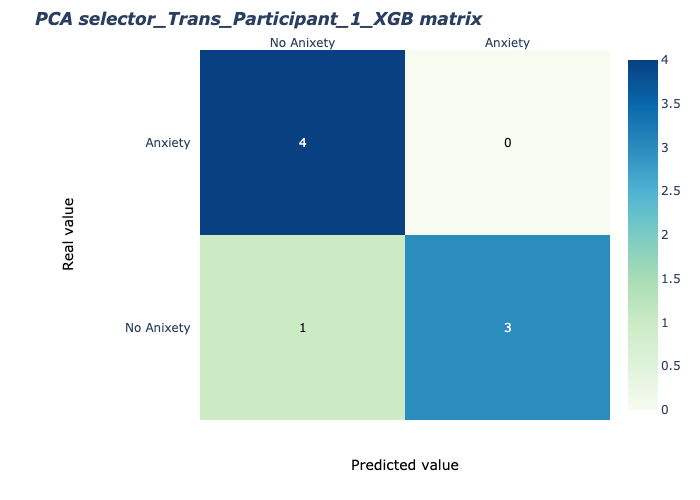 PCA selector_Trans_Participant_1_XGB matrix
No Anixety
Anxiety
4
Anxiety
4
0
3.5
3
2.5
Real value
2
1.5
No Anixety
1
3
1
0.5
0
Predicted value